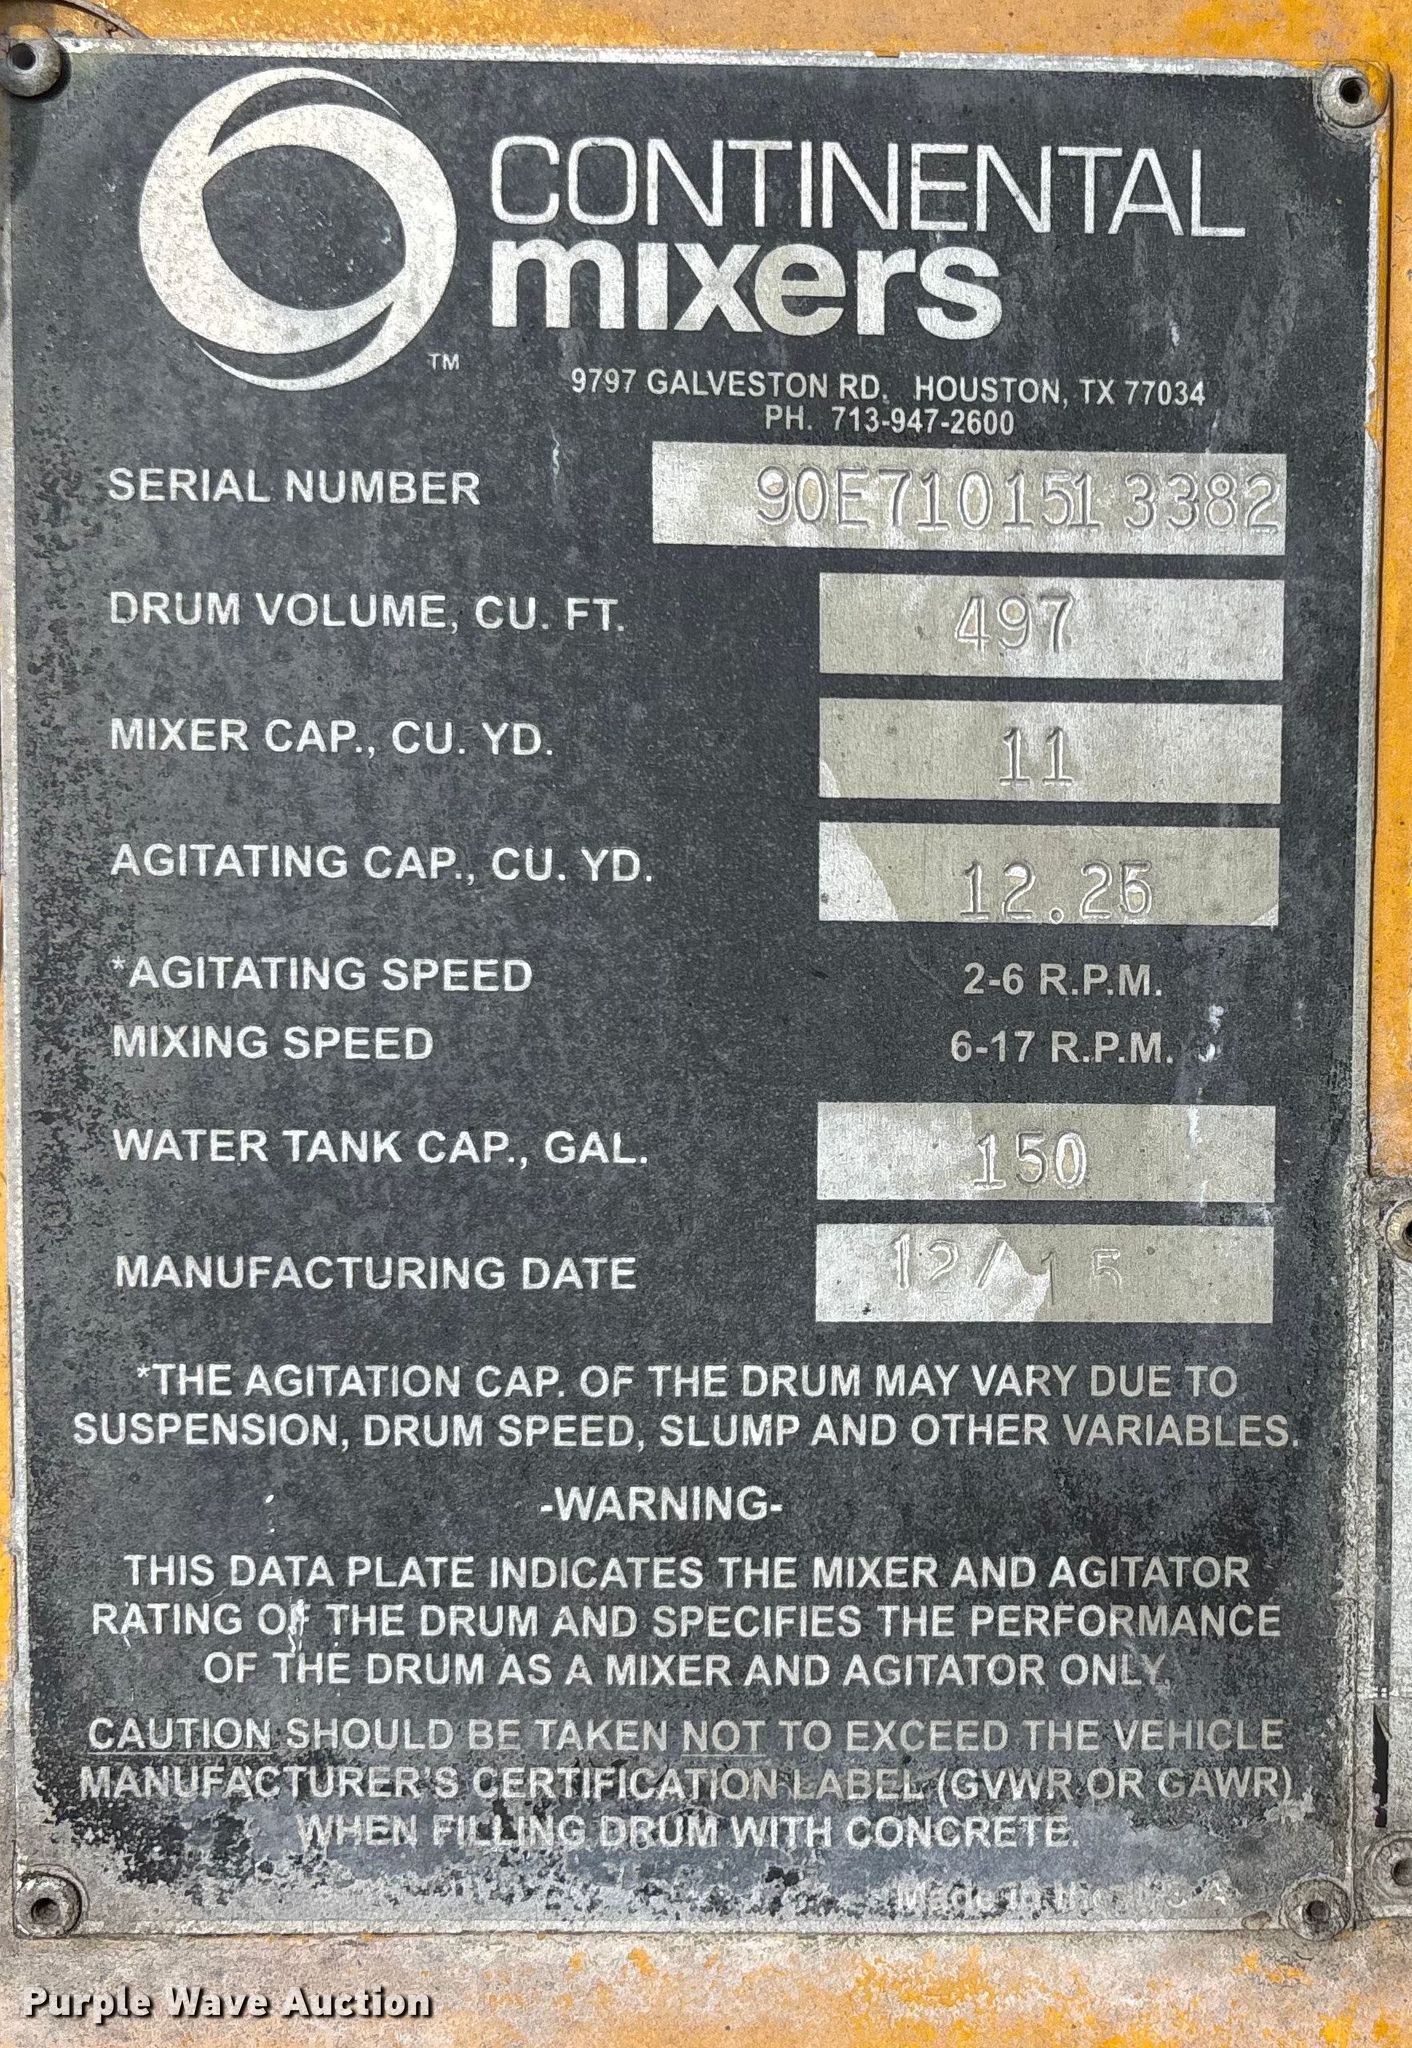 CONTINENTAL
mixers
TM
9797 GALVESTON RD. HOUSTON, TX 77034
PH. 713-947-2600
SERIAL NUMBER 90E7101513382
DRUM VOLUME, CU. FT. 497
MIXER CAP., CU. YD. 11
AGITATING CAP., CU. YD. 12.25
*AGITATING SPEED 2-6 R.P.M.
MIXING SPEED 6-17 R.P.M.
WATER TANK CAP., GAL. 150
MANUFACTURING DATE 12/15
*THE AGITATION CAP. OF THE DRUM MAY VARY DUE TO
SUSPENSION, DRUM SPEED, SLUMP AND OTHER VARIABLES.
-WARNING-
THIS DATA PLATE INDICATES THE MIXER AND AGITATOR
RATING OF THE DRUM AND SPECIFIES THE PERFORMANCE
OF THE DRUM AS A MIXER AND AGITATOR ONLY
CAUTION SHOULD BE TAKEN NOT TO EXCEED THE VEHICLE
MANUFACTURER'S CERTIFICATION LABEL (GVWR OR GAWR)
WHEN FILLING DRUM WITH CONCRETE.
Made in
Purple Wave Auction